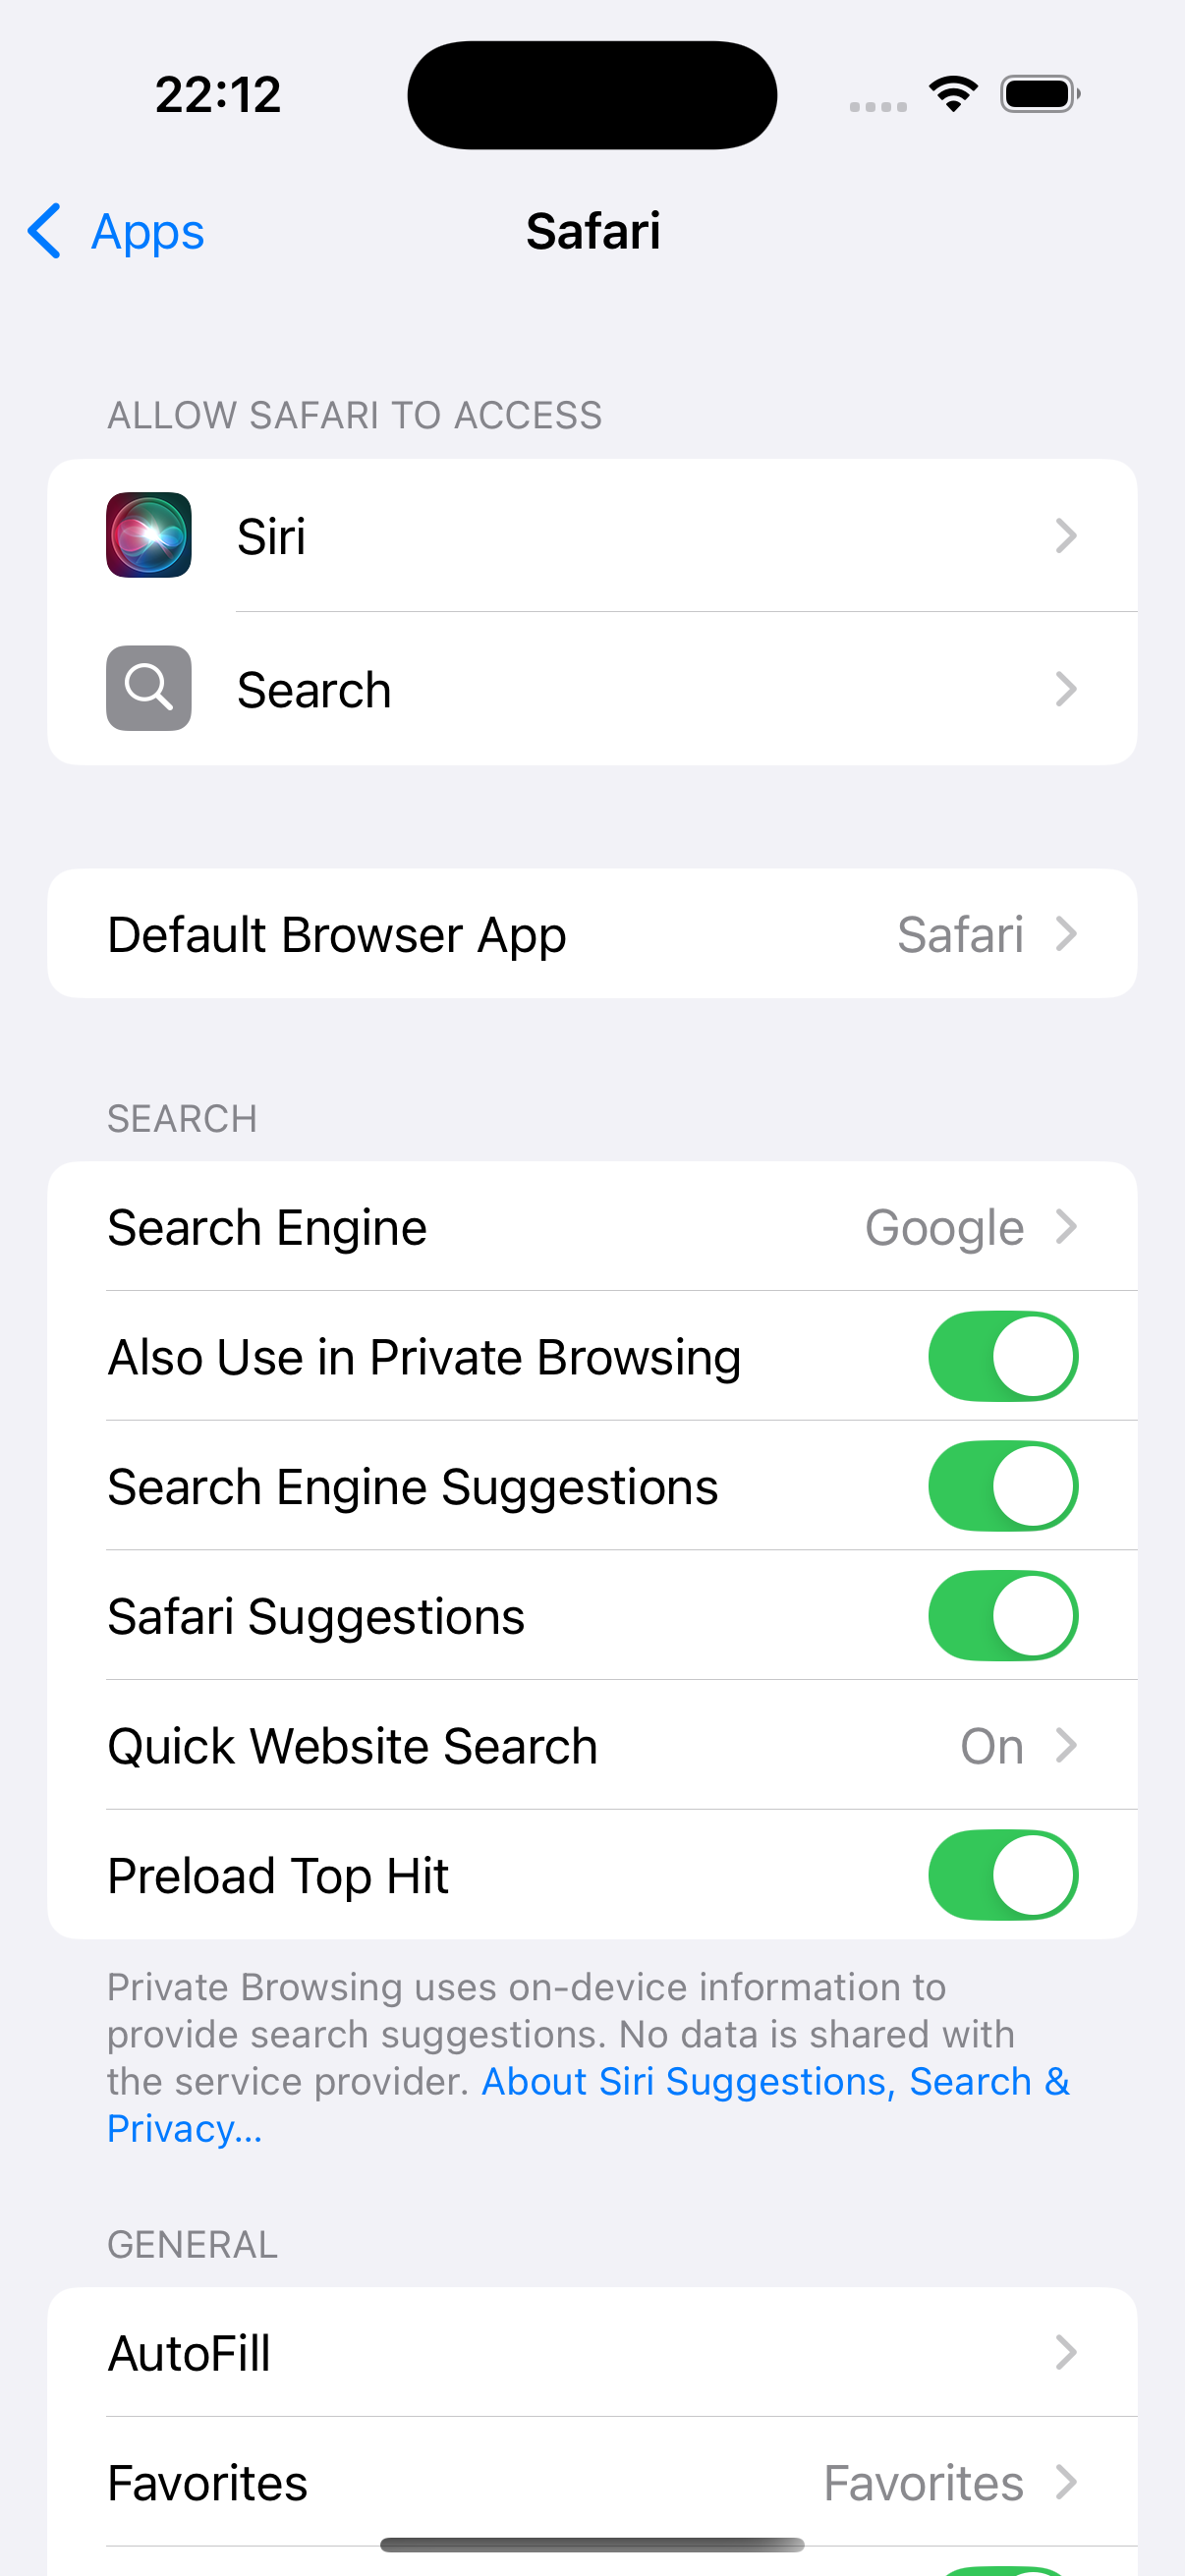 22:12
Apps
Safari
ALLOW SAFARI TO ACCESS
Siri
Search
Default Browser App Safari
SEARCH
Search Engine Google
Also Use in Private Browsing
Search Engine Suggestions
Safari Suggestions
Quick Website Search On
Preload Top Hit
Private Browsing uses on-device information to
provide search suggestions. No data is shared with
the service provider. About Siri Suggestions, Search &
Privacy...
GENERAL
AutoFill
Favorites Favorites